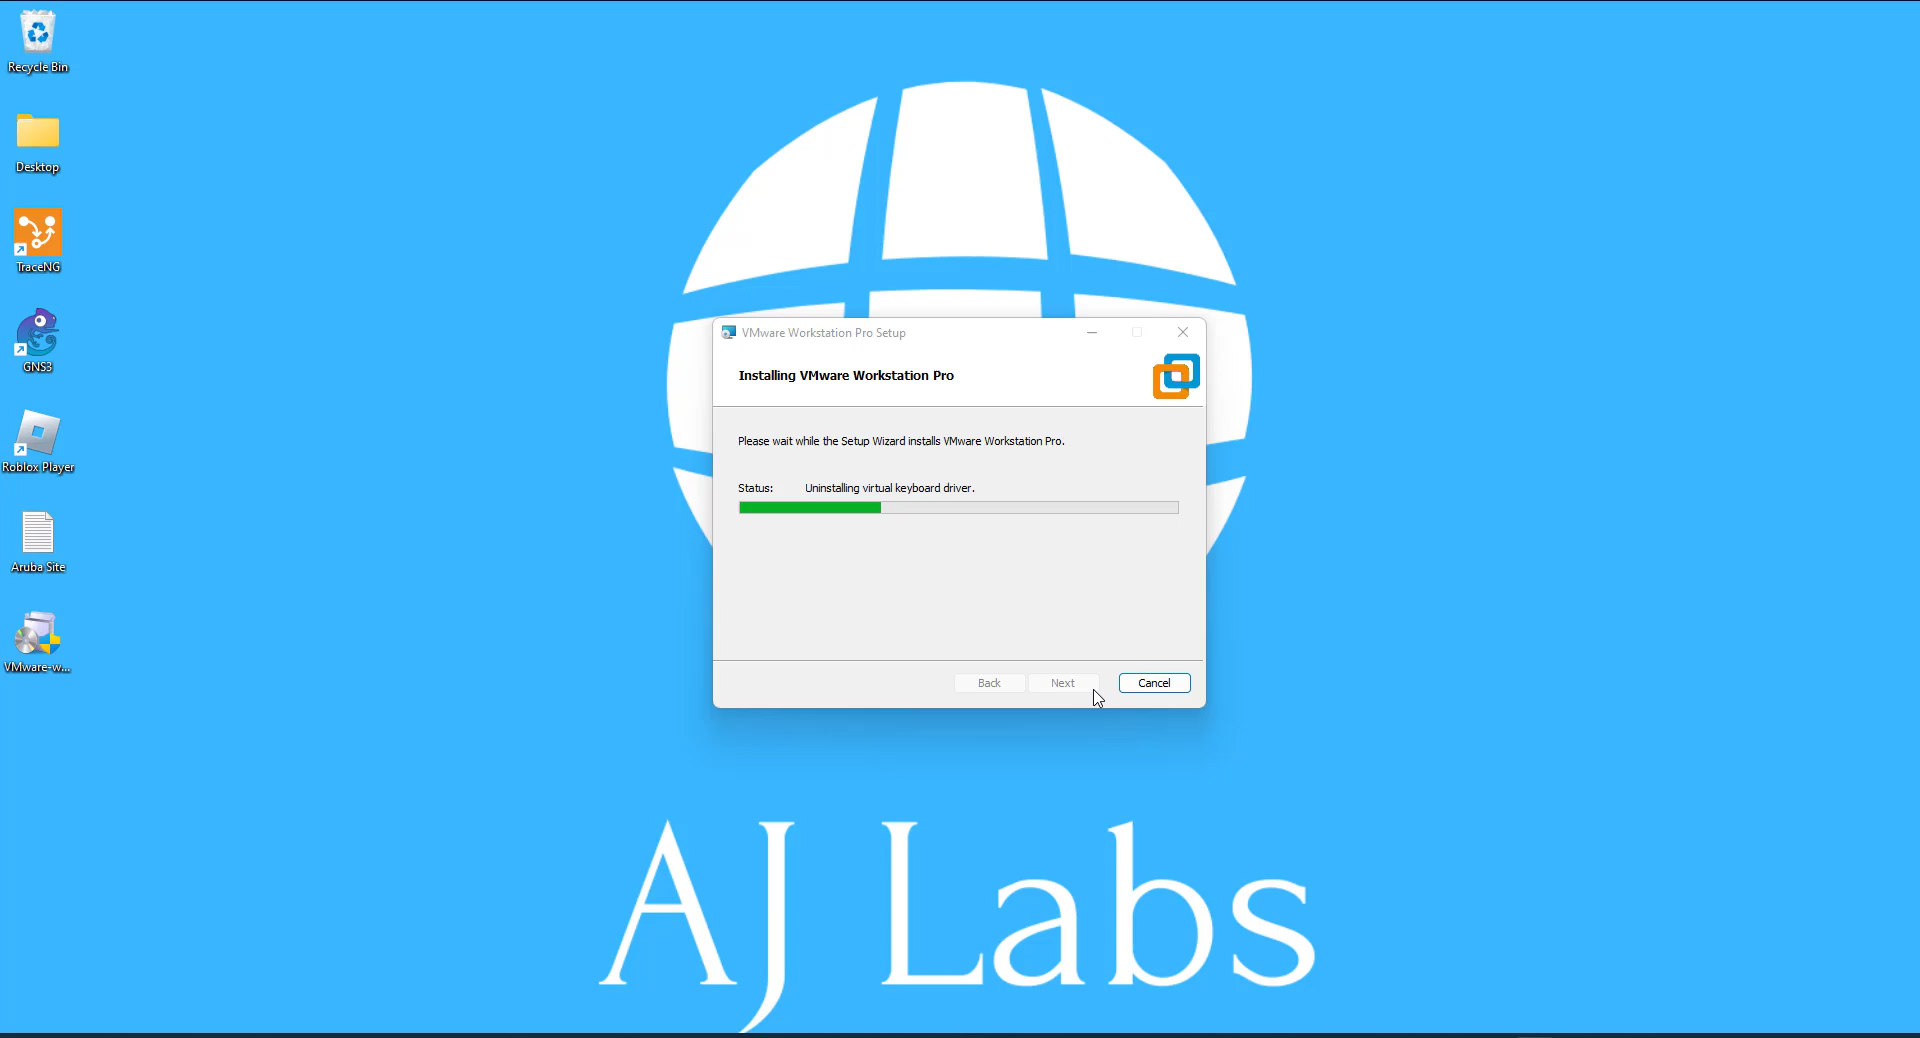 Recycle Bin
Desktop
TraceNG
GNS3
Roblox Player
Aruba Site
VMware-w...
VMware Workstation Pro Setup
Installing VMware Workstation Pro
Please wait while the Setup Wizard installs VMware Workstation Pro.
Status: Uninstalling virtual keyboard driver.
Back Next Cancel
AJ Labs